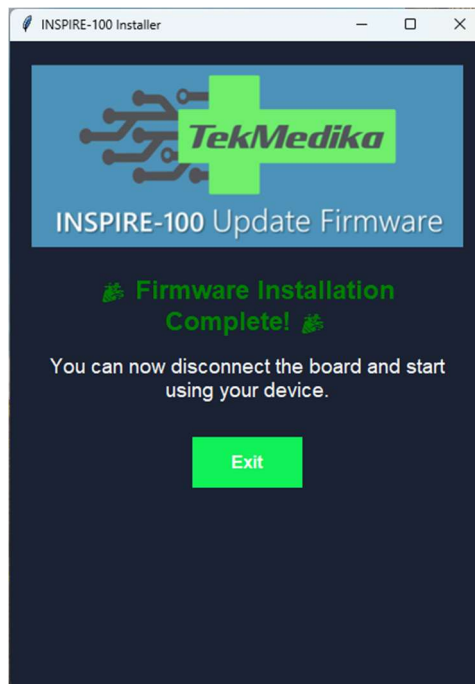 INSPIRE-100 Installer
TekMedika
INSPIRE-100 Update Firmware
🎉 Firmware Installation
Complete! 🎉
You can now disconnect the board and start
using your device.
Exit